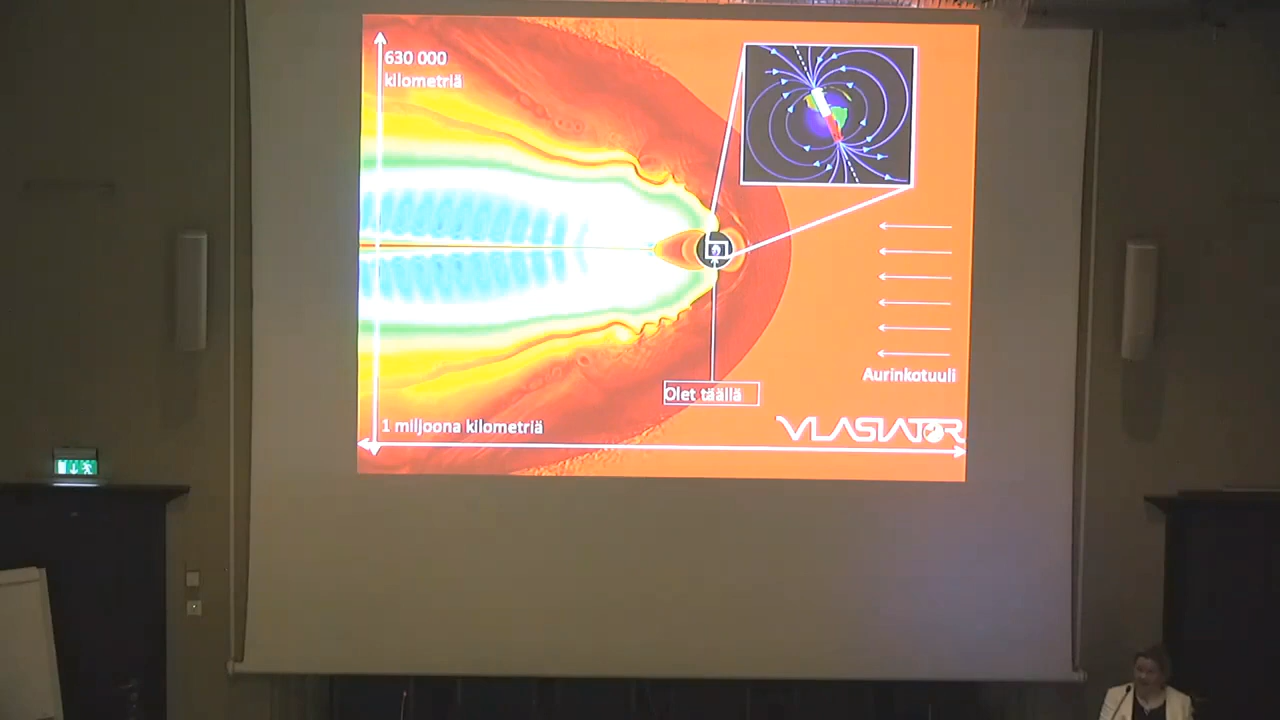 630 000
kilometriä
Aurinkotuuli
Olet täällä
VLASIATOR
1 miljoona kilometriä